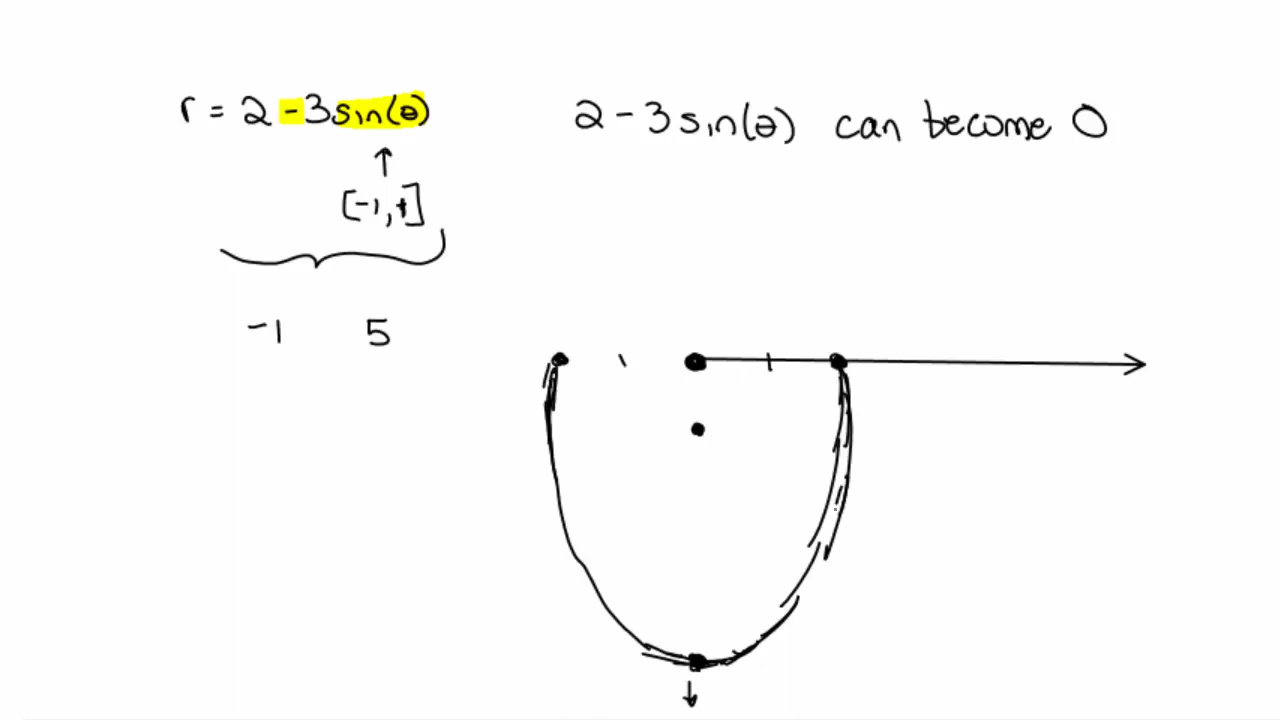 r = 2 - 3sin(θ)
2 - 3sin(θ) can become 0
[-1, 1]
-1 5